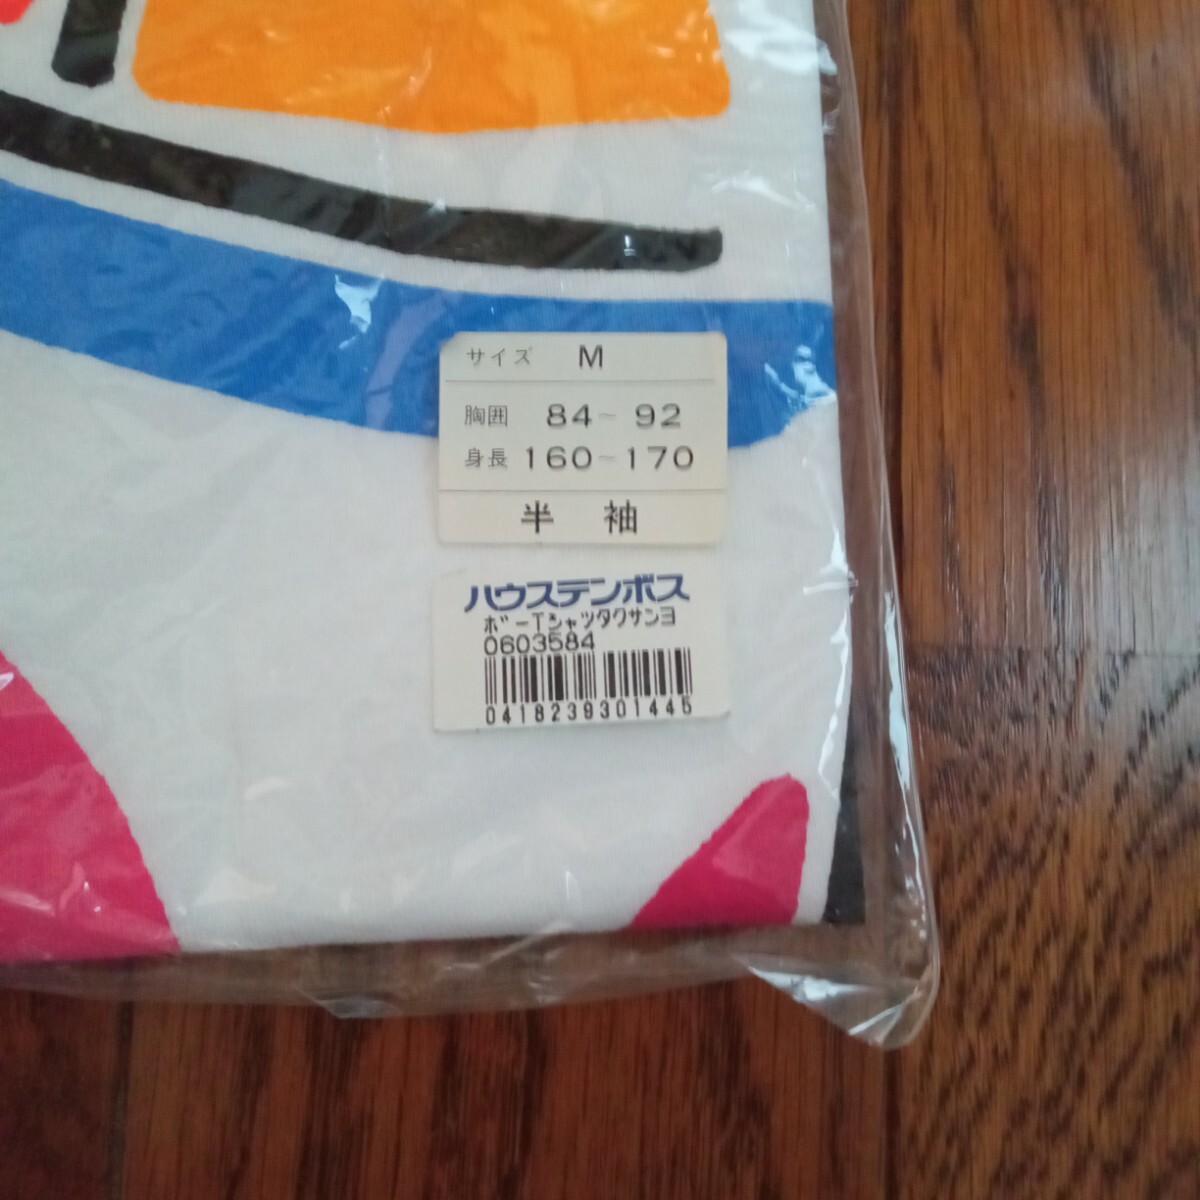 サイズ M
胸囲 84~92
身長 160~170
半 袖
ハウステンボス
ボーTシャツタクサンヨ
0603584
0418239301445